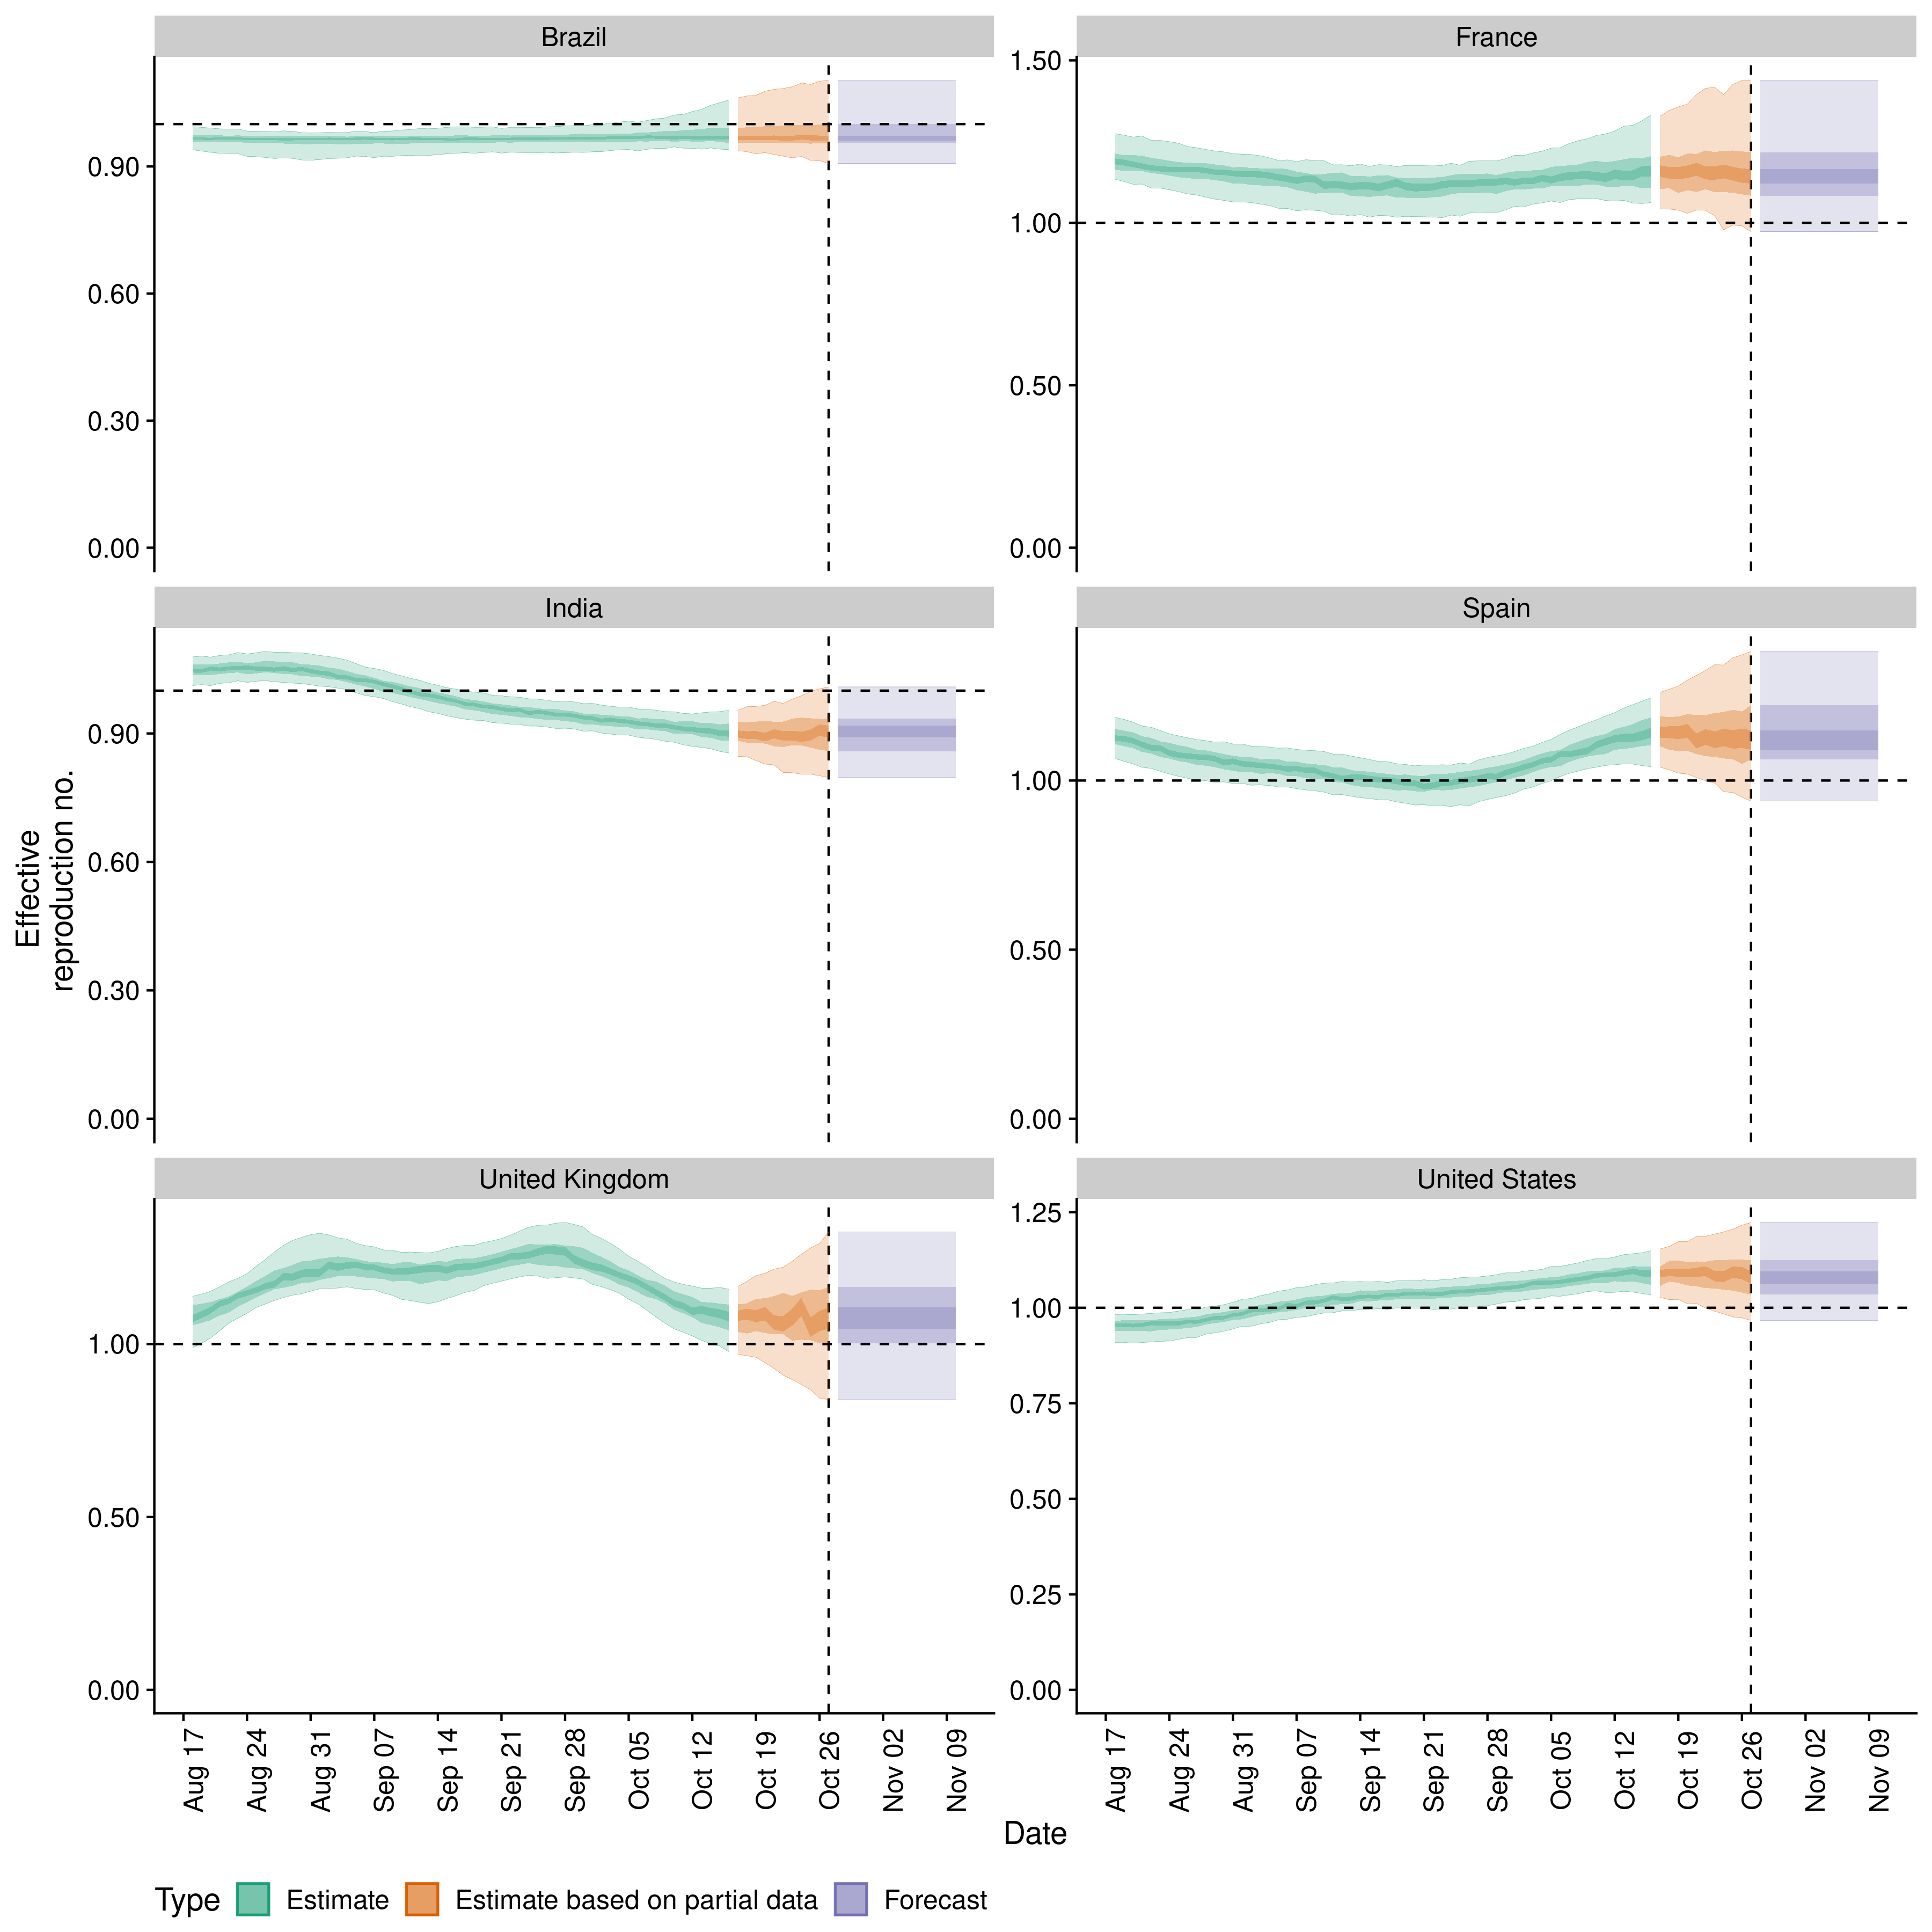 Brazil
France
0.90
0.60
0.30
0.00
1.50
1.00
0.50
0.00
India
Spain
0.90
0.60
0.30
0.00
1.00
0.50
0.00
United Kingdom
United States
1.00
0.50
0.00
1.25
1.00
0.75
0.50
0.25
0.00
Effective
reproduction no.
Aug 17
Aug 24
Aug 31
Sep 07
Sep 14
Sep 21
Sep 28
Oct 05
Oct 12
Oct 19
Oct 26
Nov 02
Nov 09
Aug 17
Aug 24
Aug 31
Sep 07
Sep 14
Sep 21
Sep 28
Oct 05
Oct 12
Oct 19
Oct 26
Nov 02
Nov 09
Date
Type Estimate Estimate based on partial data Forecast